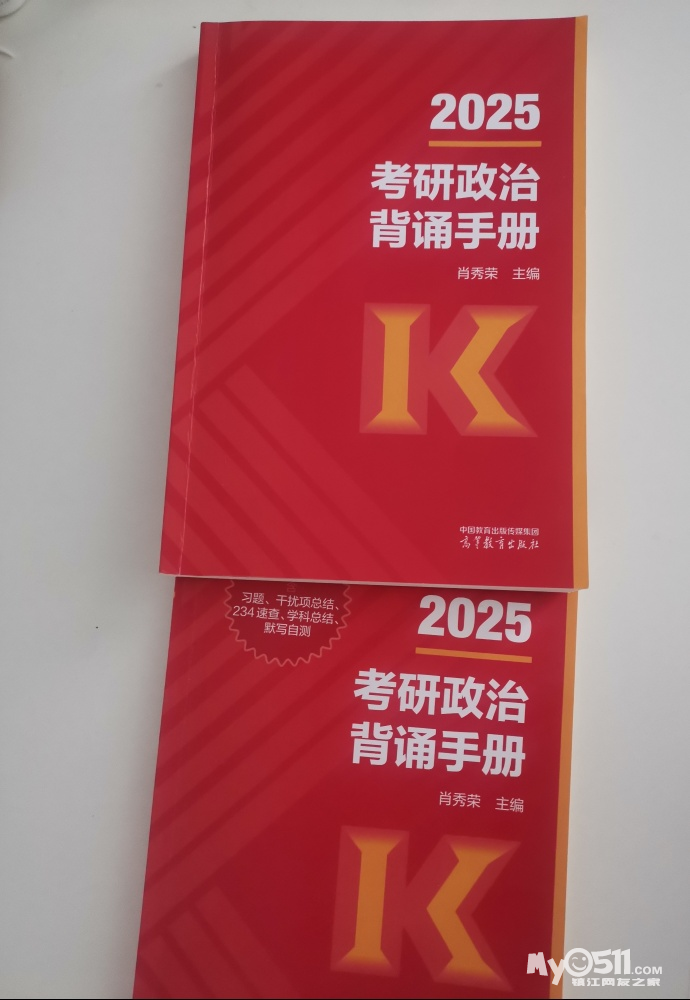 2025
考研政治
背诵手册
肖秀荣 主编
K
中国教育出版传媒集团
高等教育出版社
习题、干扰项总结、
234速查、学科总结、
默写自测
2025
考研政治
背诵手册
肖秀荣 主编
K
My0511.COM
镇江网友之家